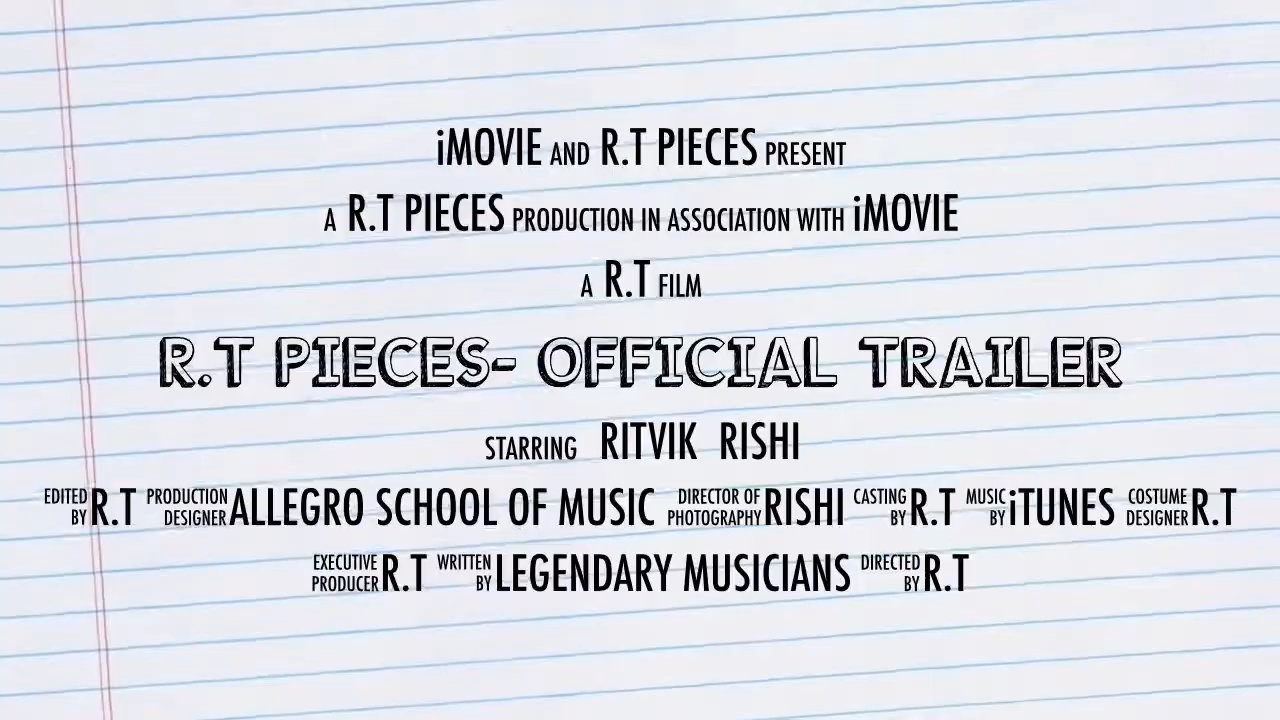 iMOVIE AND R.T PIECES PRESENT
A R.T PIECES PRODUCTION IN ASSOCIATION WITH iMOVIE
A R.T FILM
R.T PIECES- OFFICIAL TRAILER
STARRING RITVIK RISHI
EDITED BY R.T PRODUCTION DESIGNER ALLEGRO SCHOOL OF MUSIC DIRECTOR OF PHOTOGRAPHY RISHI CASTING BY R.T MUSIC BY iTUNES COSTUME DESIGNER R.T
EXECUTIVE PRODUCER R.T WRITTEN BY LEGENDARY MUSICIANS DIRECTED BY R.T